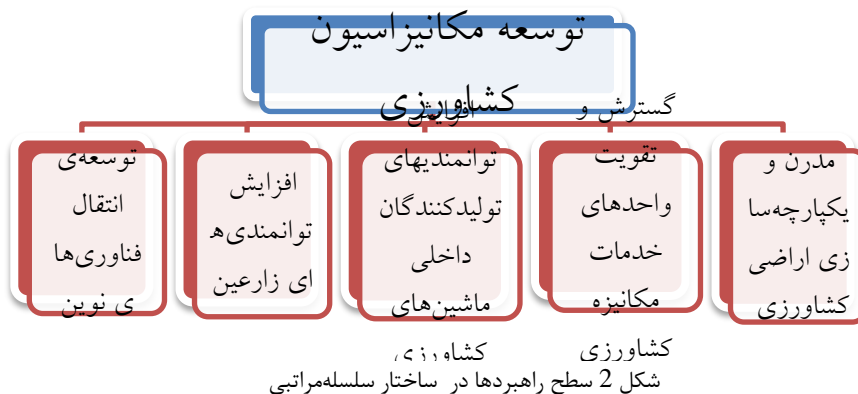 توسعه مکانیزاسیون
کشاورزی
مدرن و
یکپارچه‌سا
زی اراضی
کشاورزی
گسترش و
تقویت
واحدهای
خدمات
مکانیزه
کشاورزی
افزایش
توانمندیهای
تولیدکنندگان
داخلی
ماشین‌های
کشاورزی
افزایش
توانمندی‌ه
ای زارعین
توسعه‌ی
انتقال
فناوری‌ها
ی نوین
شکل 2 سطح راهبردها در ساختار سلسله‌مراتبی